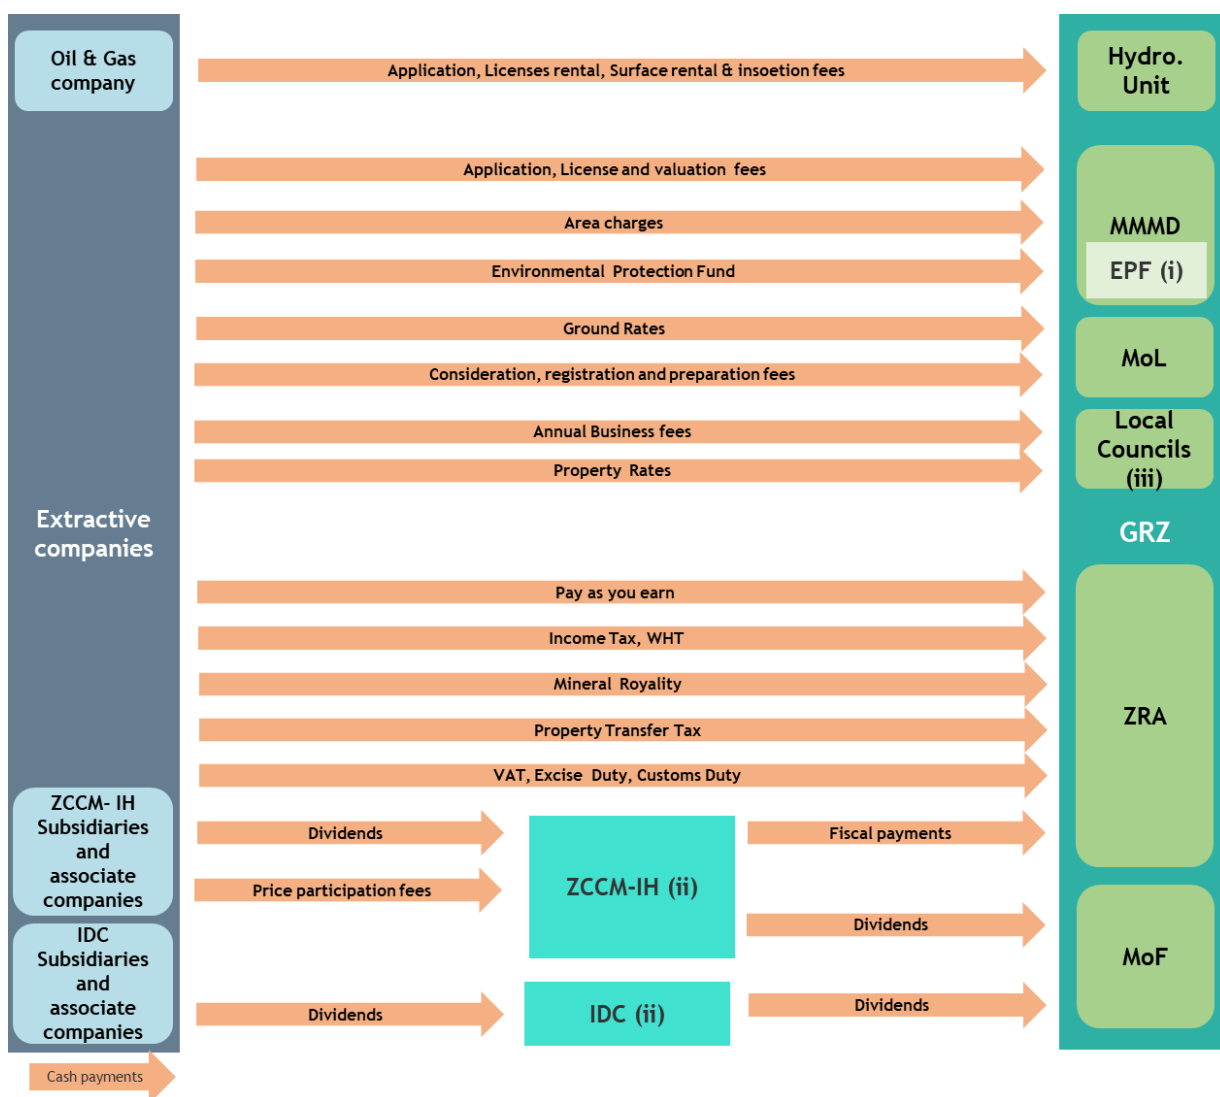 Oil & Gas
company
Application, Licenses rental, Surface rental & insoetion fees
Hydro.
Unit
Application, License and valuation fees
Area charges
MMMD
Environmental Protection Fund
EPF (i)
Ground Rates
MoL
Consideration, registration and preparation fees
Annual Business fees
Property Rates
Local
Councils
(iii)
Extractive
companies
GRZ
Pay as you earn
Income Tax, WHT
Mineral Royality
Property Transfer Tax
VAT, Excise Duty, Customs Duty
ZRA
ZCCM- IH
Subsidiaries
and
associate
companies
Dividends
Price participation fees
ZCCM-IH (ii)
Fiscal payments
Dividends
MoF
IDC
Subsidiaries
and
associate
companies
Dividends
IDC (ii)
Dividends
Cash payments